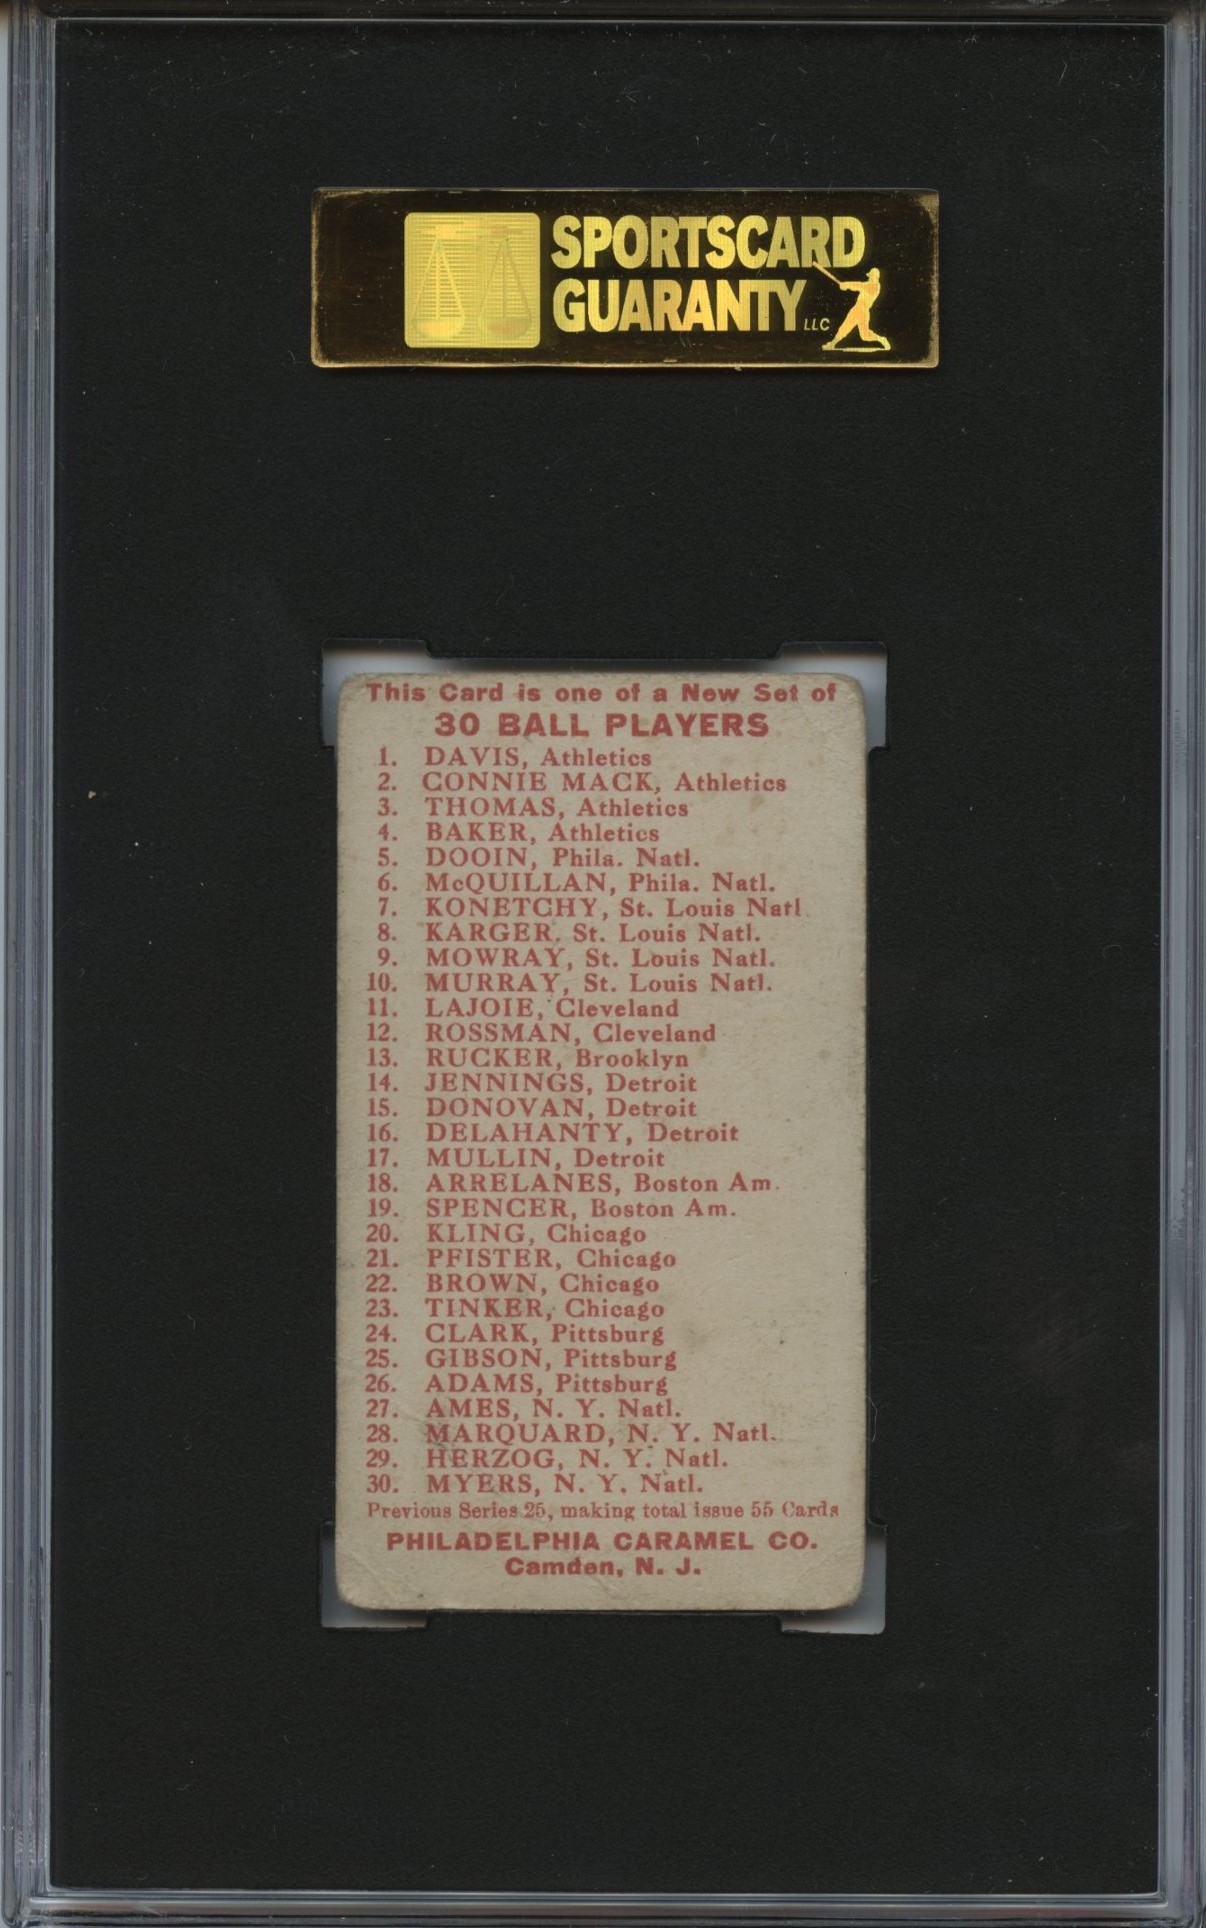 SPORTSCARD
GUARANTY LLC
This Card is one of a New Set of
30 BALL PLAYERS
1. DAVIS, Athletics
2. CONNIE MACK, Athletics
3. THOMAS, Athletics
4. BAKER, Athletics
5. DOOIN, Phila. Natl.
6. McQUILLAN, Phila. Natl.
7. KONETCHY, St. Louis Natl.
8. KARGER. St. Louis Natl.
9. MOWRAY, St. Louis Natl.
10. MURRAY, St. Louis Natl.
11. LAJOIE, Cleveland
12. ROSSMAN, Cleveland
13. RUCKER, Brooklyn
14. JENNINGS, Detroit
15. DONOVAN, Detroit
16. DELAHANTY, Detroit
17. MULLIN, Detroit
18. ARRELANES, Boston Am.
19. SPENCER, Boston Am.
20. KLING, Chicago
21. PFISTER, Chicago
22. BROWN, Chicago
23. TINKER, Chicago
24. CLARK, Pittsburg
25. GIBSON, Pittsburg
26. ADAMS, Pittsburg
27. AMES, N. Y. Natl.
28. MARQUARD, N. Y. Natl.
29. HERZOG, N. Y. Natl.
30. MYERS, N. Y. Natl.
Previous Series 25, making total issue 55 Cards
PHILADELPHIA CARAMEL CO.
Camden, N. J.